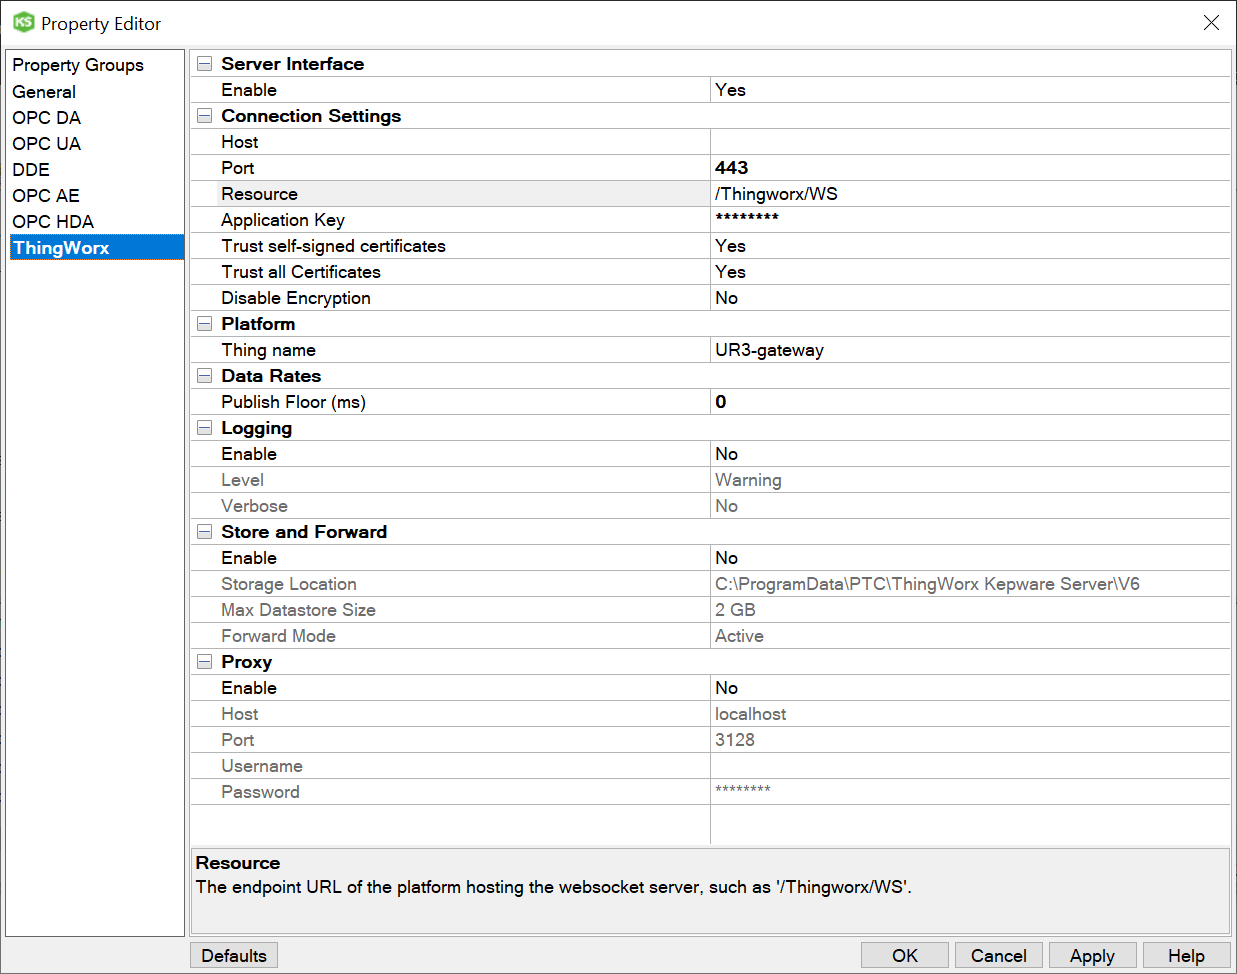 KS Property Editor
Property Groups
General
OPC DA
OPC UA
DDE
OPC AE
OPC HDA
ThingWorx
Server Interface
Enable Yes
Connection Settings
Host
Port 443
Resource /Thingworx/WS
Application Key ********
Trust self-signed certificates Yes
Trust all Certificates Yes
Disable Encryption No
Platform
Thing name UR3-gateway
Data Rates
Publish Floor (ms) 0
Logging
Enable No
Level Warning
Verbose No
Store and Forward
Enable No
Storage Location C:\ProgramData\PTC\ThingWorx Kepware Server\V6
Max Datastore Size 2 GB
Forward Mode Active
Proxy
Enable No
Host localhost
Port 3128
Username
Password ********
Resource
The endpoint URL of the platform hosting the websocket server, such as '/Thingworx/WS'.
Defaults OK Cancel Apply Help